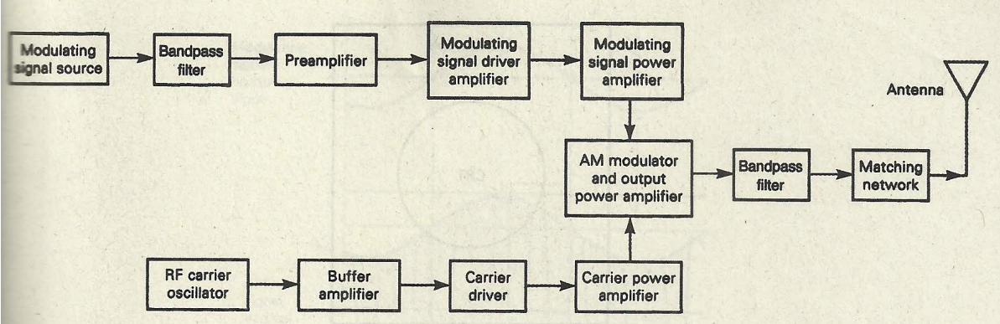 Modulating
signal source
Bandpass
filter
Preamplifier
Modulating
signal driver
amplifier
Modulating
signal power
amplifier
Antenna
AM modulator
and output
power amplifier
Bandpass
filter
Matching
network
RF carrier
oscillator
Buffer
amplifier
Carrier
driver
Carrier power
amplifier